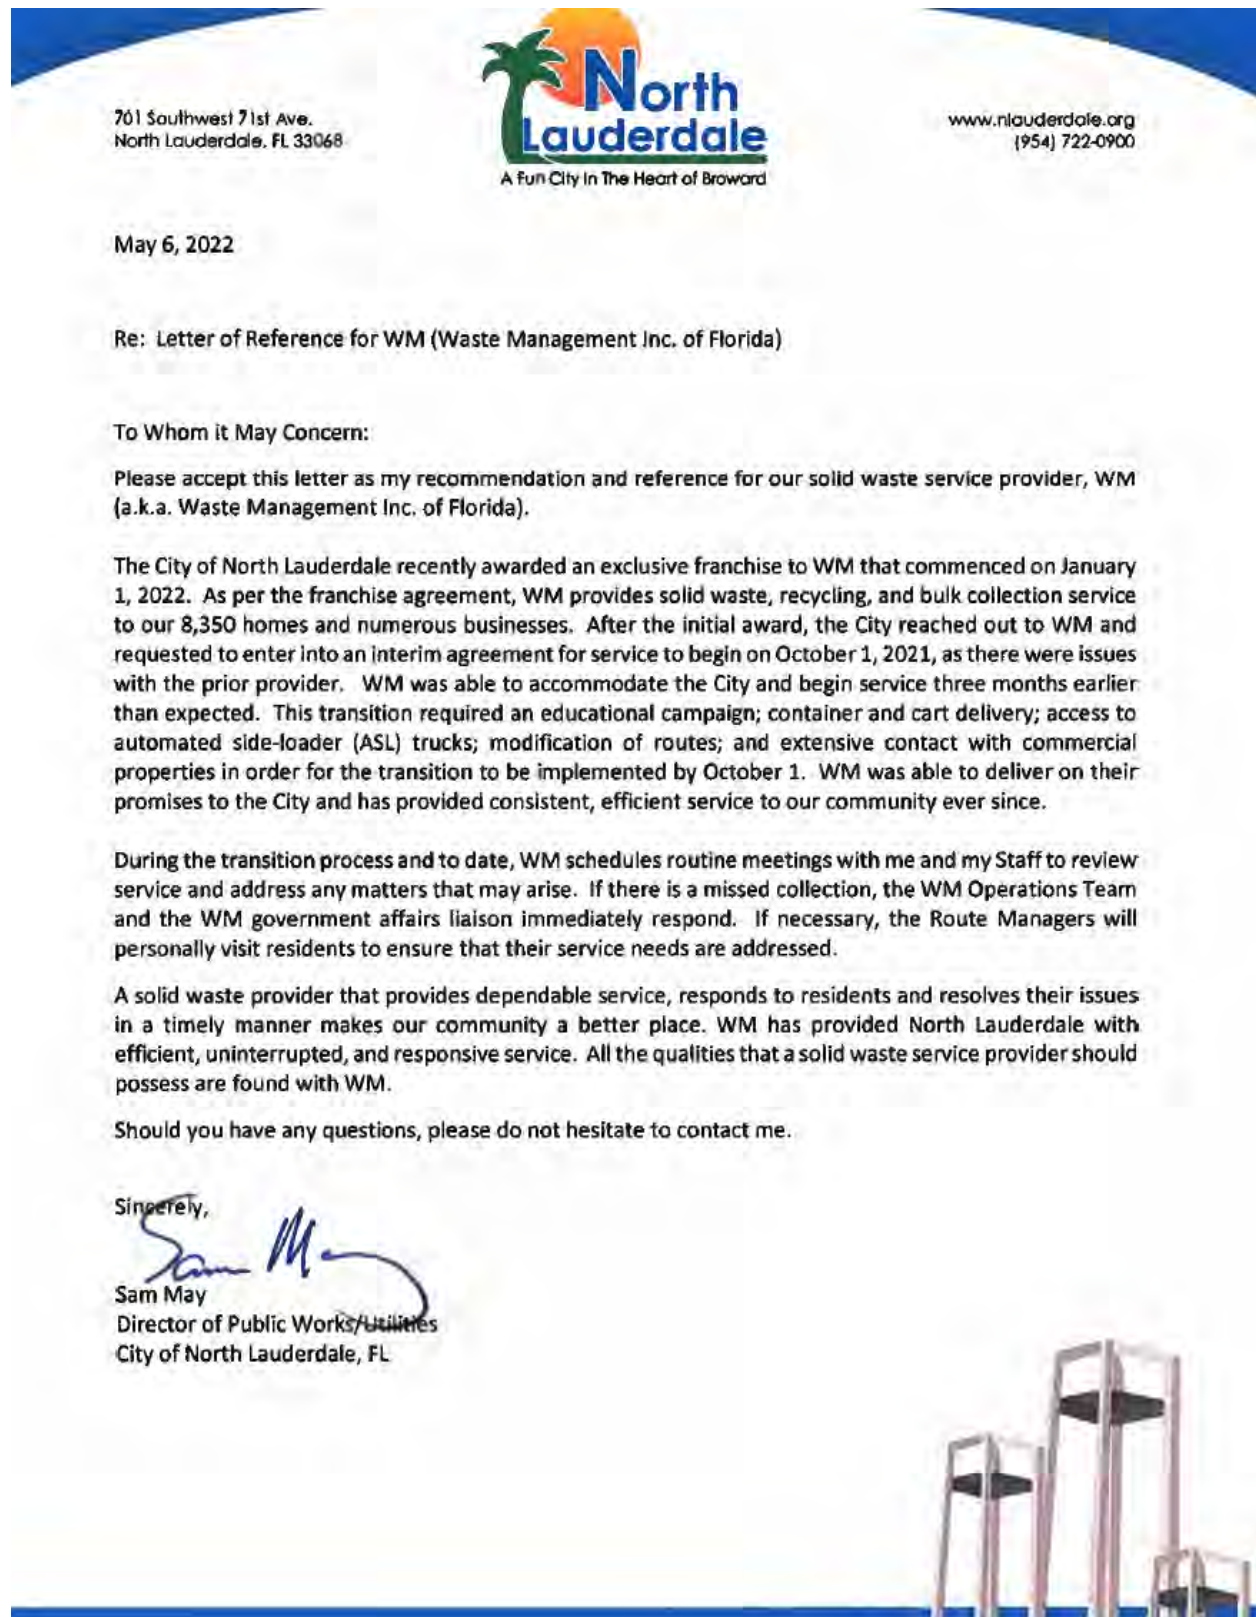 701 Southwest 71st Ave.
North Lauderdale, FL 33068
North
Lauderdale
A Fun City In The Heart of Broward
www.nlauderdale.org
(954) 722-0900
May 6, 2022
Re: Letter of Reference for WM (Waste Management Inc. of Florida)
To Whom it May Concern:
Please accept this letter as my recommendation and reference for our solid waste service provider, WM
(a.k.a. Waste Management Inc. of Florida).
The City of North Lauderdale recently awarded an exclusive franchise to WM that commenced on January
1, 2022. As per the franchise agreement, WM provides solid waste, recycling, and bulk collection service
to our 8,350 homes and numerous businesses. After the initial award, the City reached out to WM and
requested to enter into an interim agreement for service to begin on October 1, 2021, as there were issues
with the prior provider. WM was able to accommodate the City and begin service three months earlier
than expected. This transition required an educational campaign; container and cart delivery; access to
automated side-loader (ASL) trucks; modification of routes; and extensive contact with commercial
properties in order for the transition to be implemented by October 1. WM was able to deliver on their
promises to the City and has provided consistent, efficient service to our community ever since.
During the transition process and to date, WM schedules routine meetings with me and my Staff to review
service and address any matters that may arise. If there is a missed collection, the WM Operations Team
and the WM government affairs liaison immediately respond. If necessary, the Route Managers will
personally visit residents to ensure that their service needs are addressed.
A solid waste provider that provides dependable service, responds to residents and resolves their issues
in a timely manner makes our community a better place. WM has provided North Lauderdale with
efficient, uninterrupted, and responsive service. All the qualities that a solid waste service provider should
possess are found with WM.
Should you have any questions, please do not hesitate to contact me.
Sincerely,
Sam May
Sam May
Director of Public Works/Utilities
City of North Lauderdale, FL